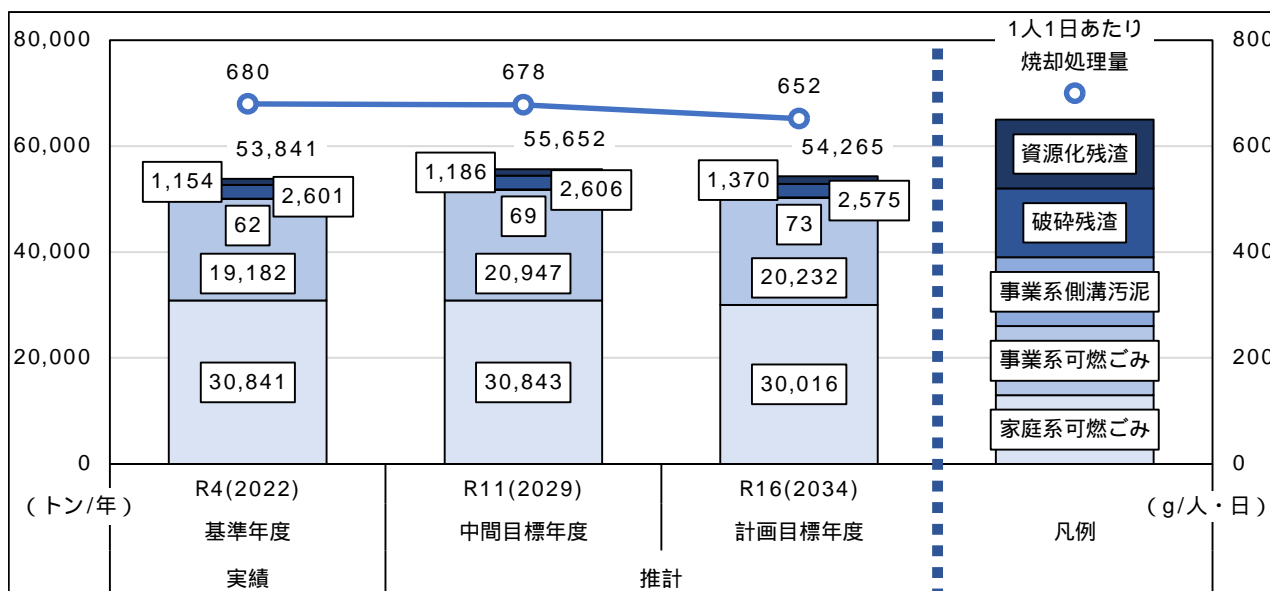 80,000
60,000
40,000
20,000
0
（トン/年）
680
678
652
53,841
55,652
54,265
1,154
2,601
62
19,182
30,841
1,186
2,606
69
20,947
30,843
1,370
2,575
73
20,232
30,016
1人1日あたり
焼却処理量
資源化残渣
破砕残渣
事業系側溝汚泥
事業系可燃ごみ
家庭系可燃ごみ
800
600
400
200
0
（g/人・日）
R4(2022)
R11(2029)
R16(2034)
基準年度
中間目標年度
計画目標年度
凡例
実績
推計